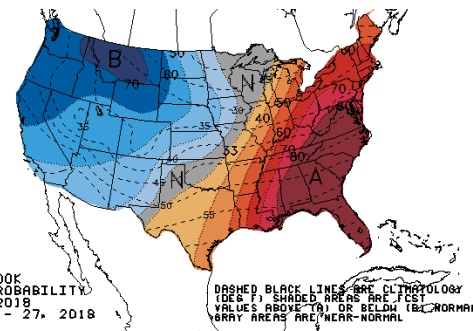 B
N
70
60
50
35
35
40
33
40
45
50
55
N
50
60
70
80
70
80
A
OOK
ROBABILITY
2018
- 27, 2018
DASHED BLACK LINES ARE CLIMATOLOGY
(DEG F) SHADED AREAS ARE FCST
VALUES ABOVE (A) OR BELOW (B) NORMAL
GRAY AREAS ARE NEAR-NORMAL